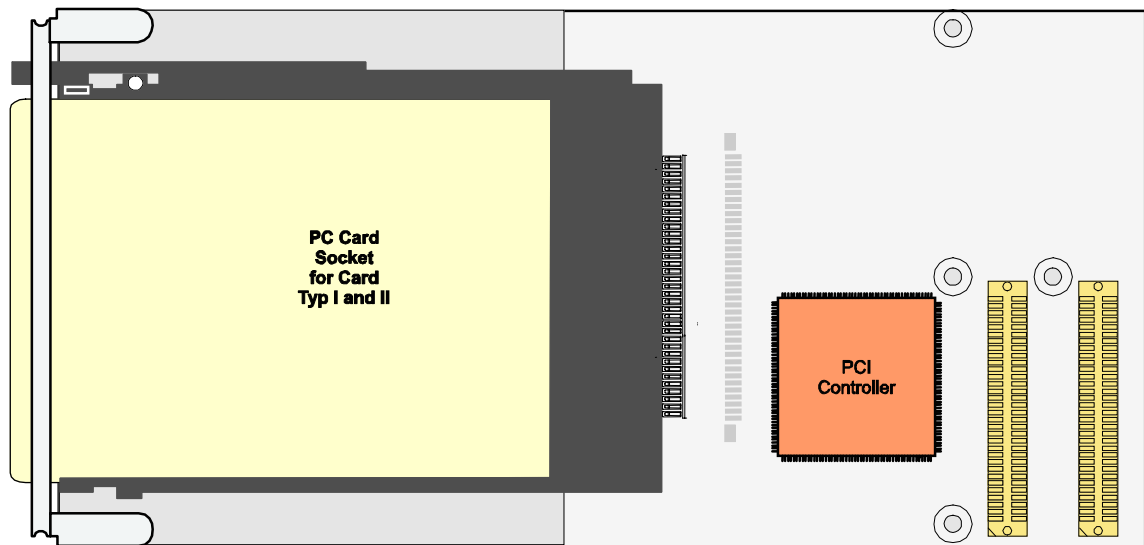 PC Card
Socket
for Card
Typ I and II
PCI
Controller